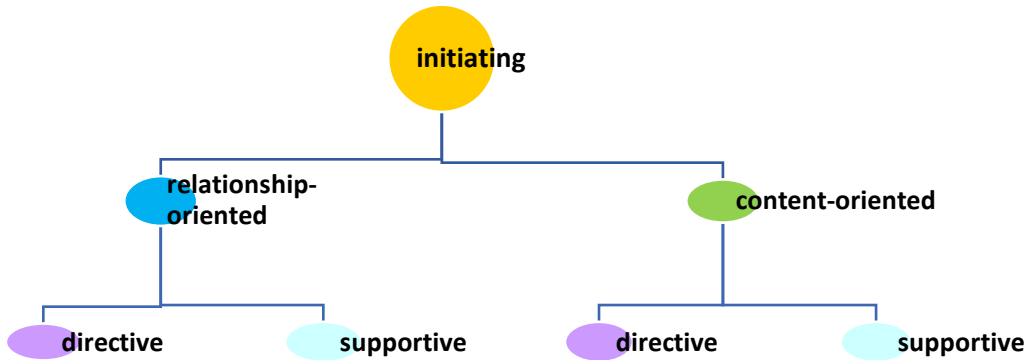 initiating
relationship-
oriented
content-oriented
directive
supportive
directive
supportive